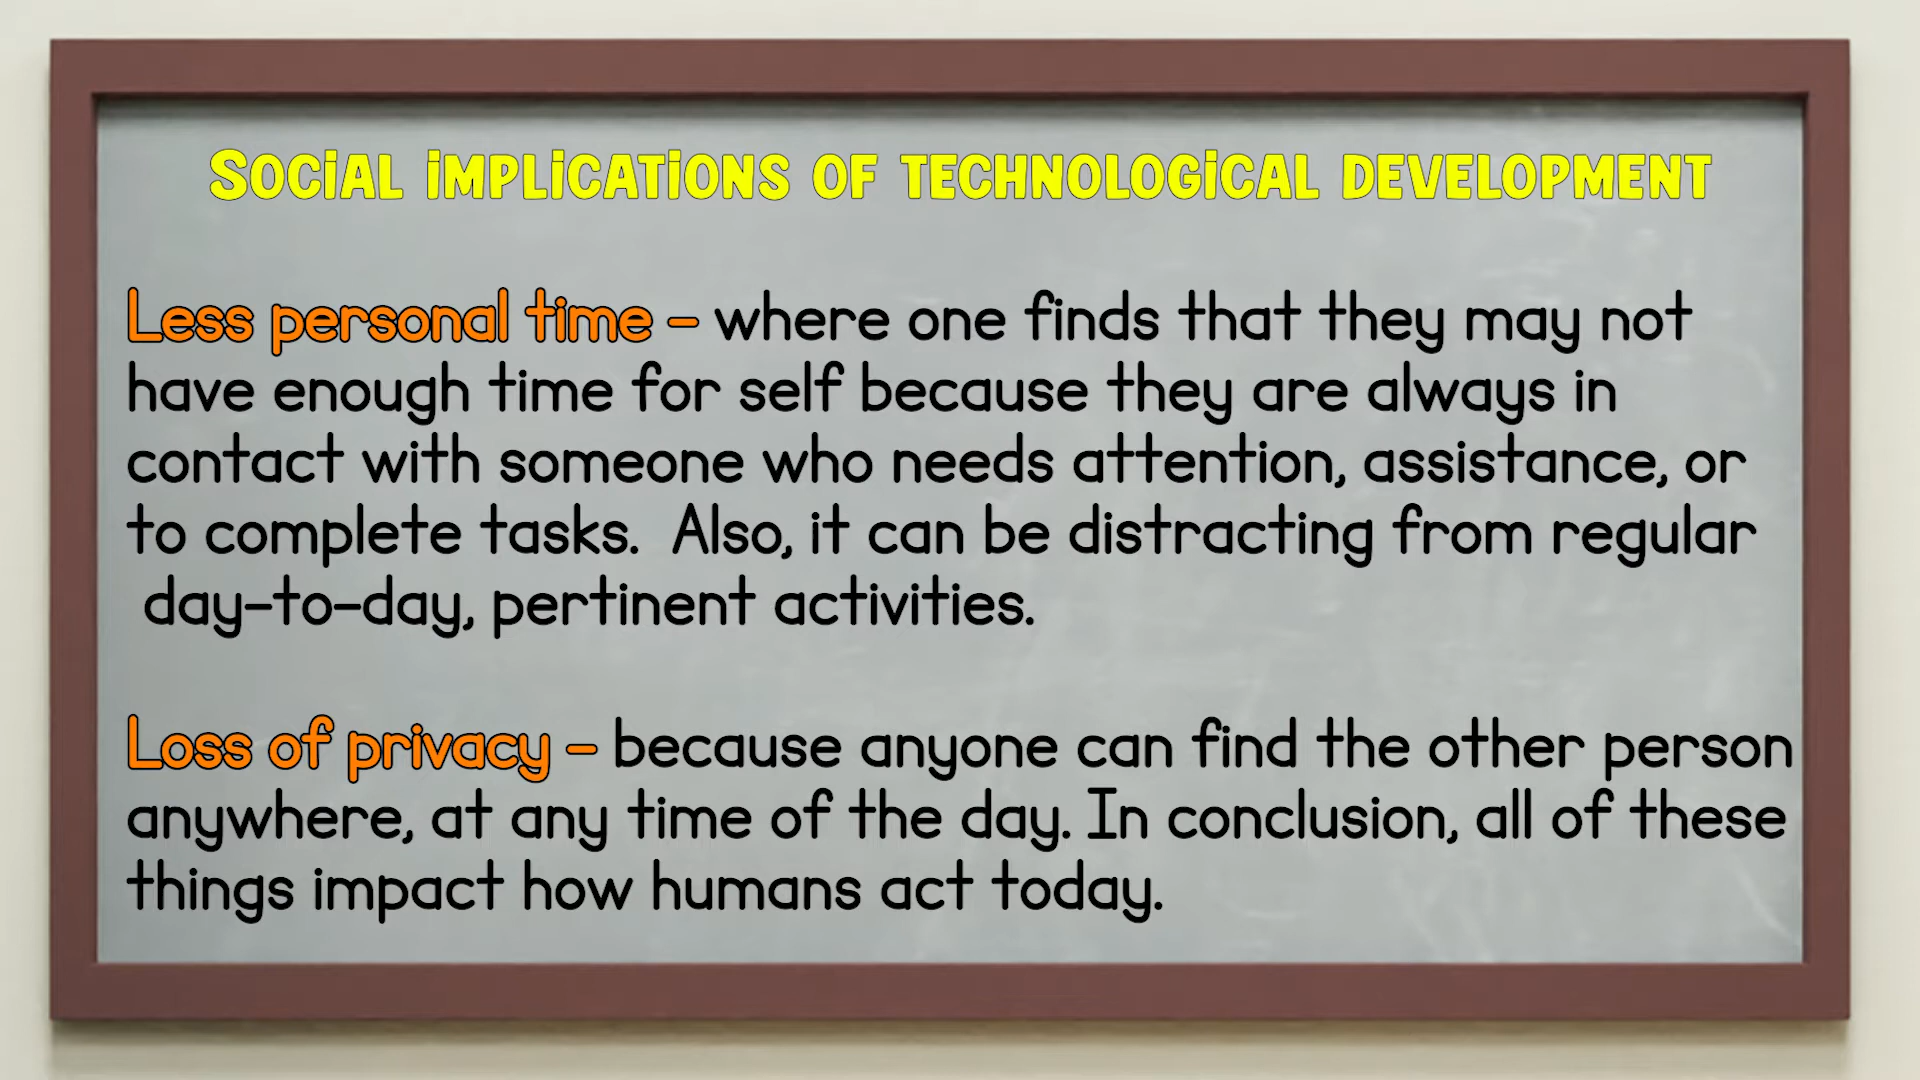 Social implications of technological development
Less personal time – where one finds that they may not
have enough time for self because they are always in
contact with someone who needs attention, assistance, or
to complete tasks. Also, it can be distracting from regular
day-to-day, pertinent activities.
Loss of privacy – because anyone can find the other person
anywhere, at any time of the day. In conclusion, all of these
things impact how humans act today.